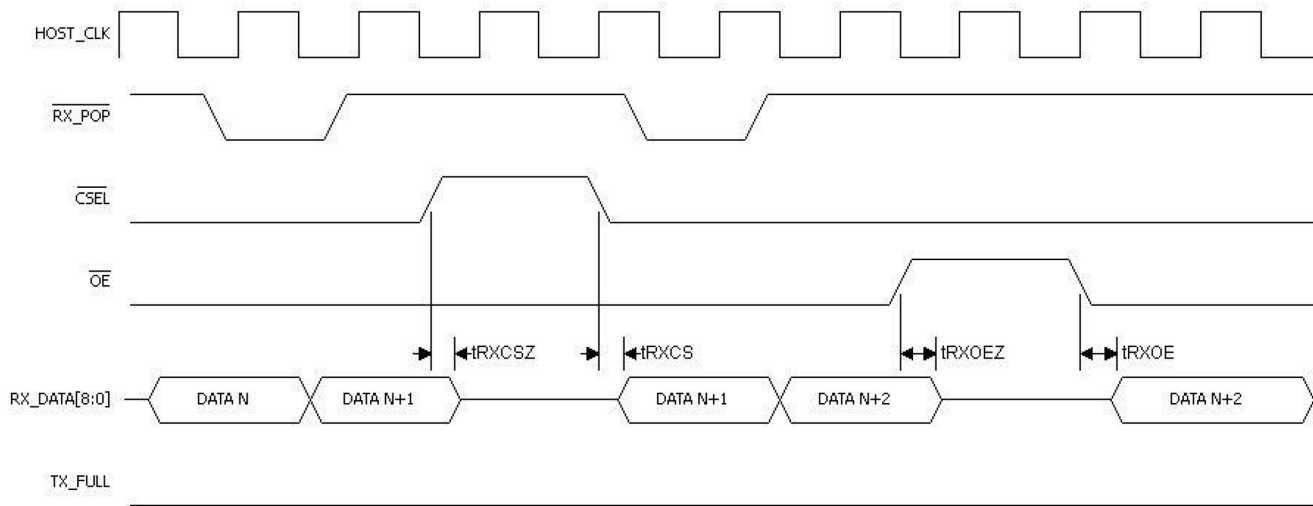 HOST_CLK
RX_POP
CSEL
OE
tRXCSZ tRXCS tRXOEZ tRXOE
RX_DATA[8:0] DATA N DATA N+1 DATA N+1 DATA N+2 DATA N+2
TX_FULL